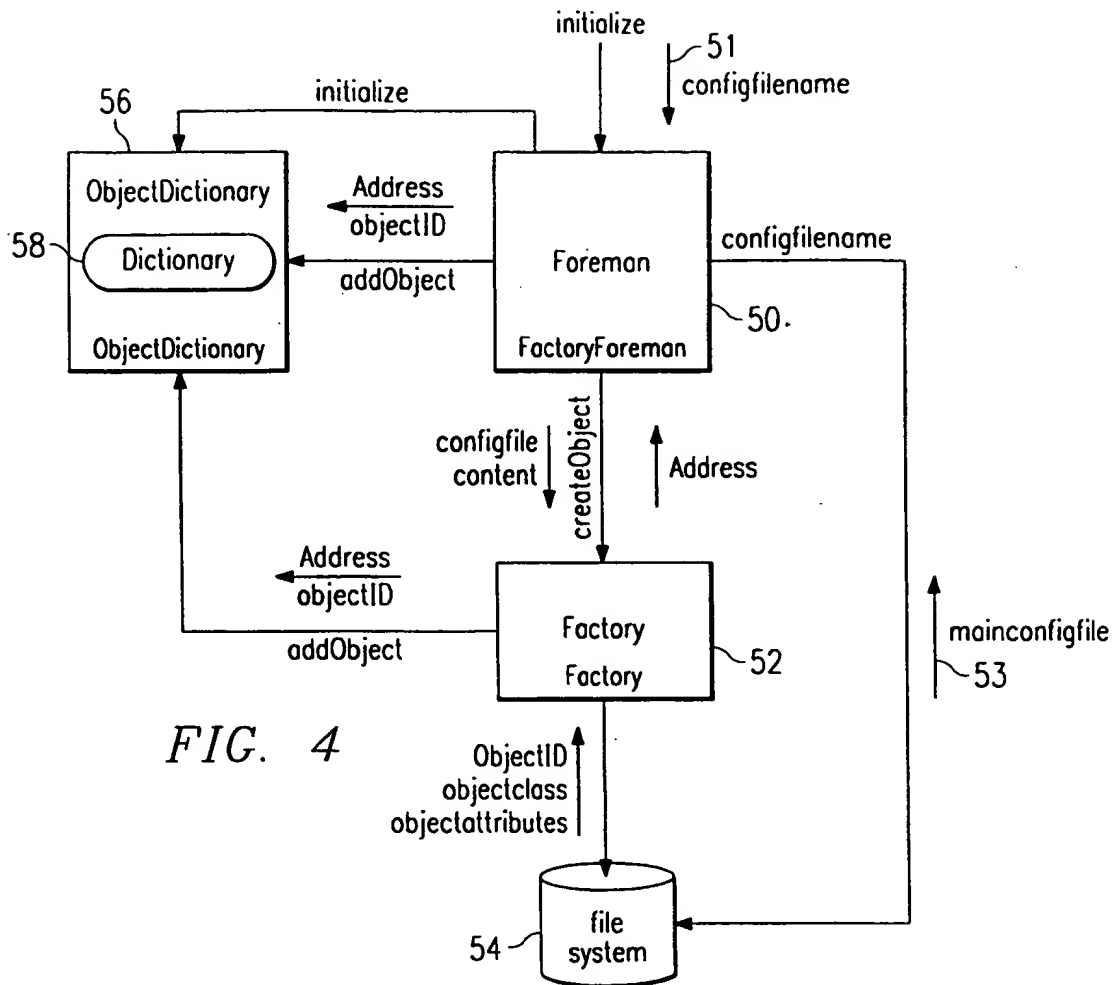 initialize
51
configfilename
initialize
56
ObjectDictionary
58
Dictionary
ObjectDictionary
Address
objectID
addObject
Foreman
FactoryForeman
configfilename
50.
configfile
content
createObject
Address
Address
objectID
addObject
Factory
Factory
52
mainconfigfile
53
FIG. 4
ObjectID
objectclass
objectattributes
file
system
54